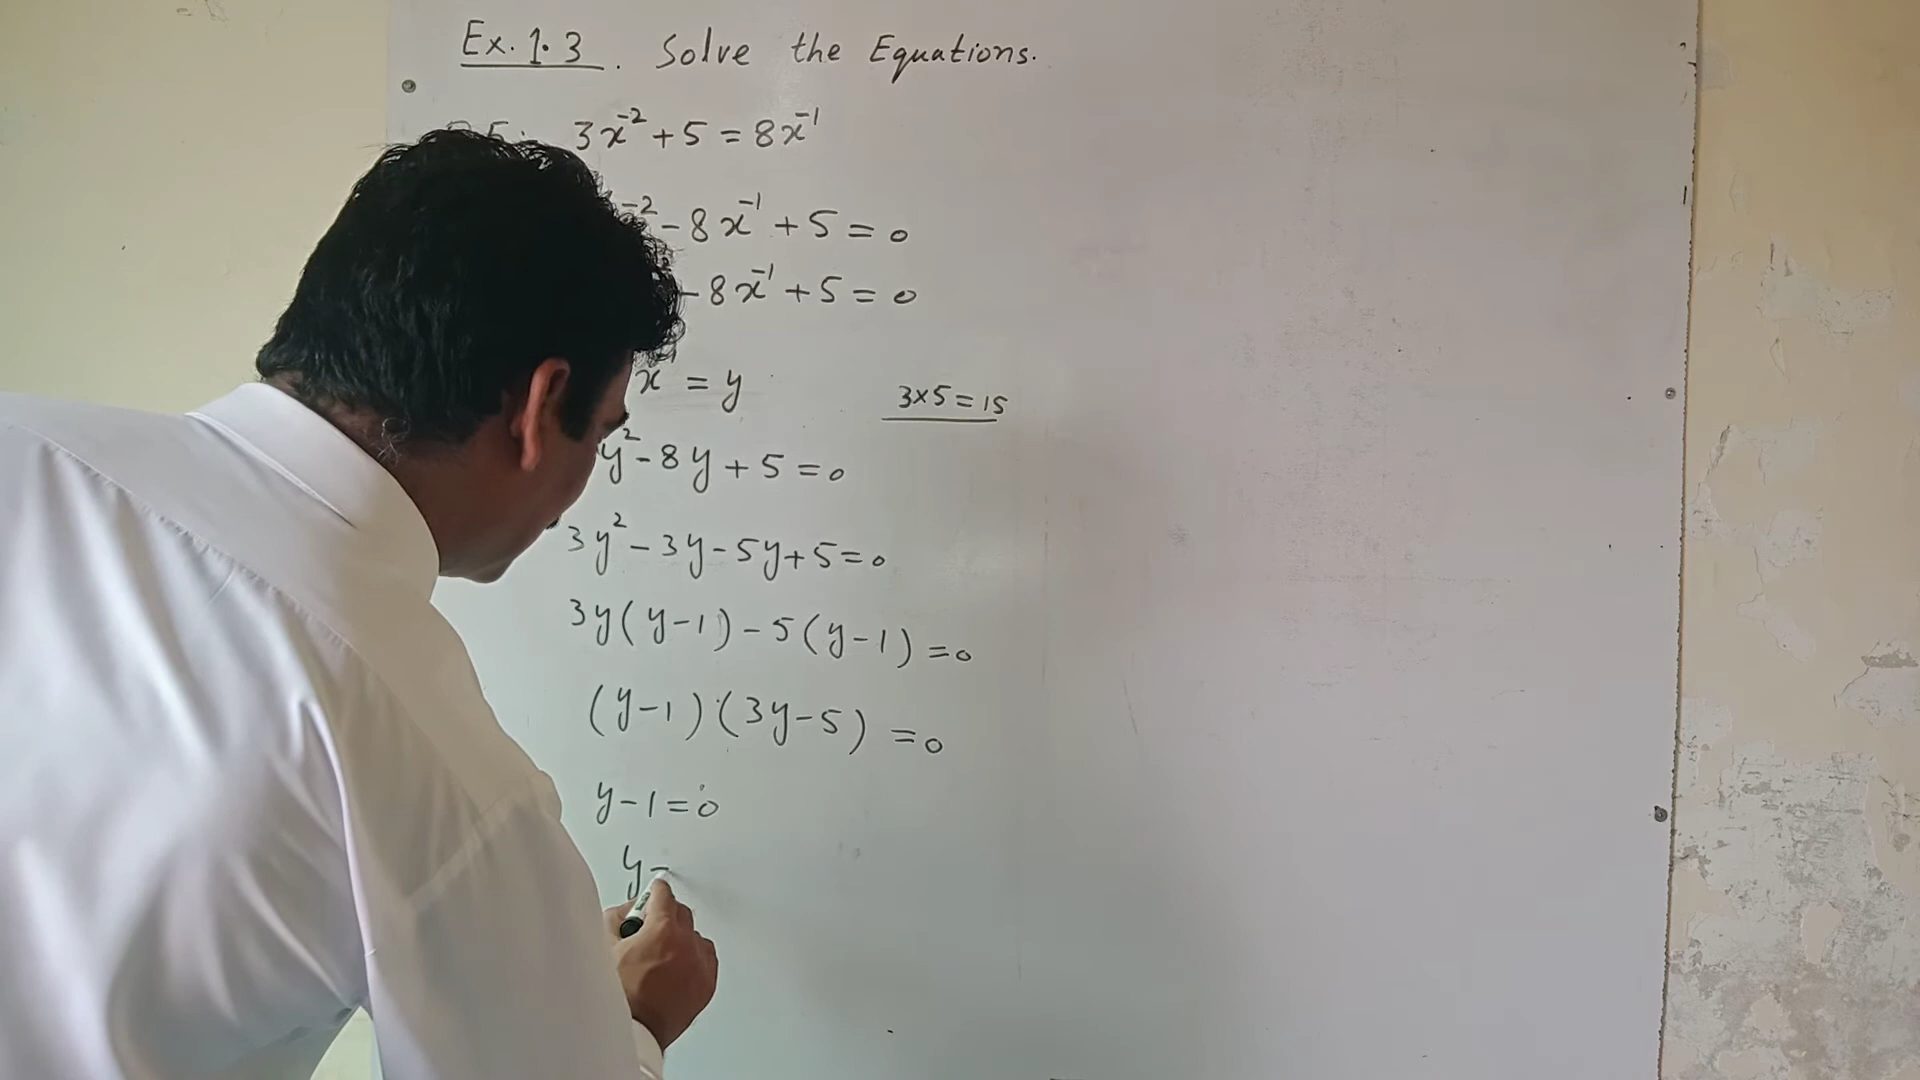 Ex. 1.3. Solve the Equations.
3x⁻² + 5 = 8x⁻¹
⁻² - 8x⁻¹ + 5 = 0
- 8x⁻¹ + 5 = 0
x⁻¹ = y
3×5 = 15
y² - 8y + 5 = 0
3y² - 3y - 5y + 5 = 0
3y(y-1) - 5(y-1) = 0
(y-1)(3y-5) = 0
y - 1 = 0
y -